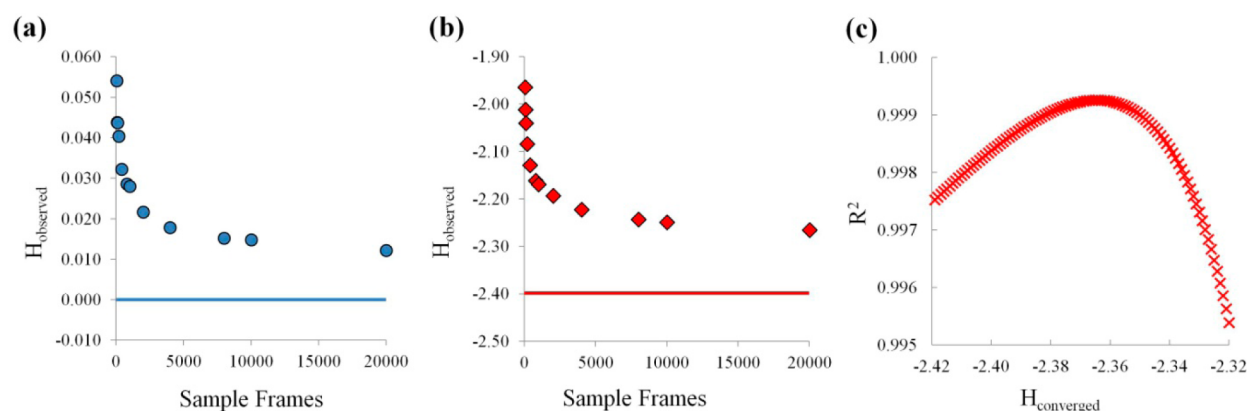 (a)
0.060
0.050
0.040
0.030
0.020
0.010
0.000
-0.010
H_observed
0 5000 10000 15000 20000
Sample Frames
(b)
-1.90
-2.00
-2.10
-2.20
-2.30
-2.40
-2.50
H_observed
0 5000 10000 15000 20000
Sample Frames
(c)
1.000
0.999
0.998
0.997
0.996
0.995
R²
-2.42 -2.40 -2.38 -2.36 -2.34 -2.32
H_converged